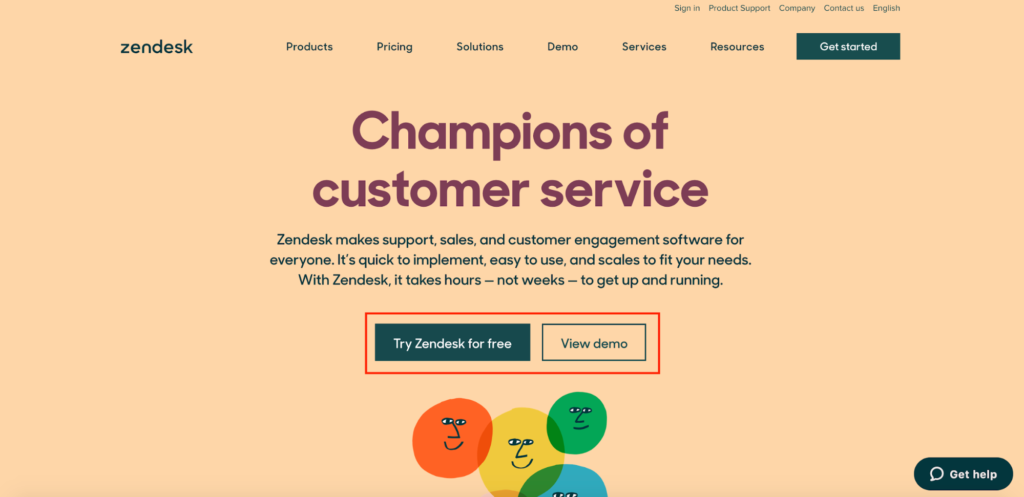 Sign in Product Support Company Contact us English
zendesk Products Pricing Solutions Demo Services Resources Get started
Champions of
customer service
Zendesk makes support, sales, and customer engagement software for
everyone. It's quick to implement, easy to use, and scales to fit your needs.
With Zendesk, it takes hours — not weeks — to get up and running.
Try Zendesk for free View demo
Get help